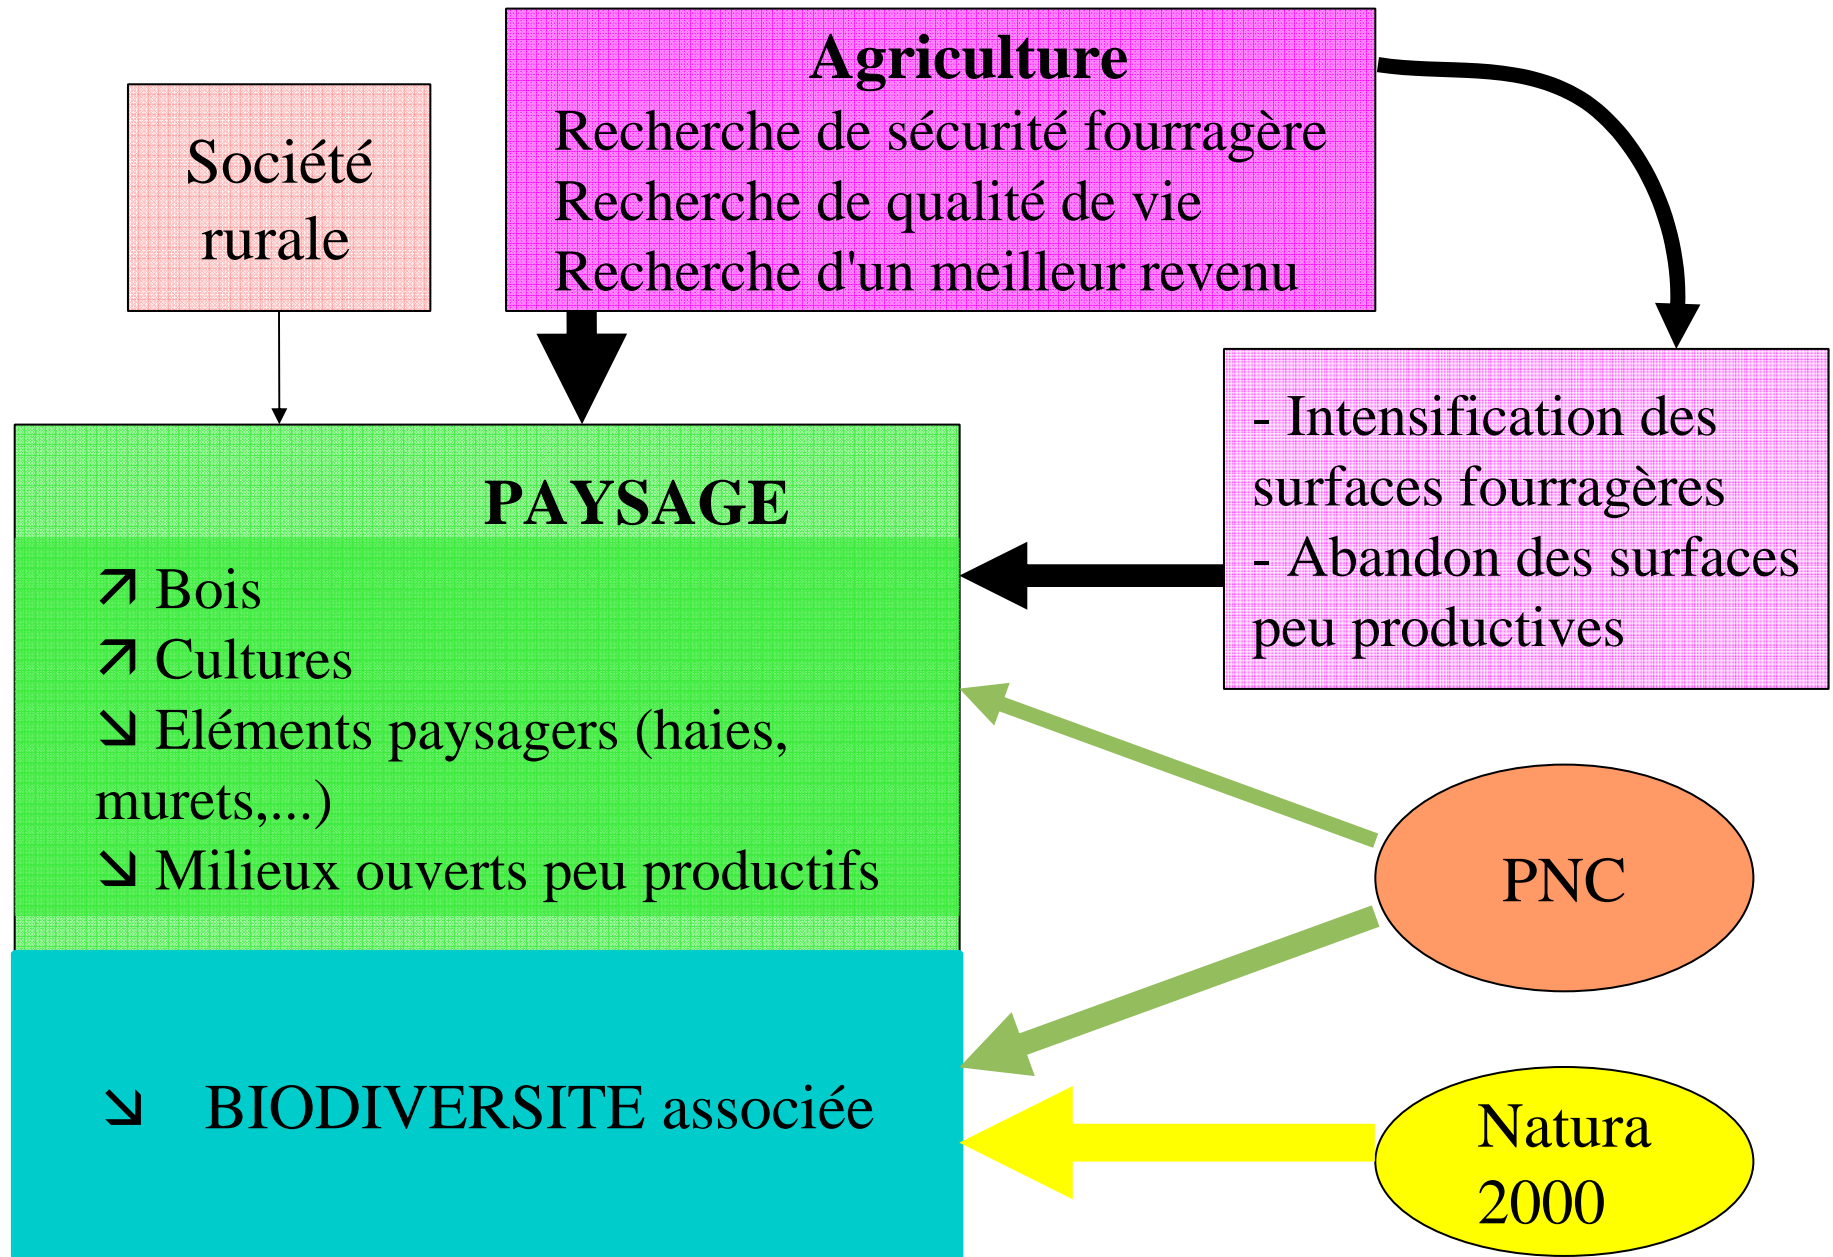 Agriculture
Recherche de sécurité fourragère
Recherche de qualité de vie
Recherche d'un meilleur revenu
Société
rurale
- Intensification des
surfaces fourragères
- Abandon des surfaces
peu productives
PAYSAGE
↗ Bois
↗ Cultures
↘ Eléments paysagers (haies,
murets,...)
↘ Milieux ouverts peu productifs
PNC
↘ BIODIVERSITE associée
Natura
2000